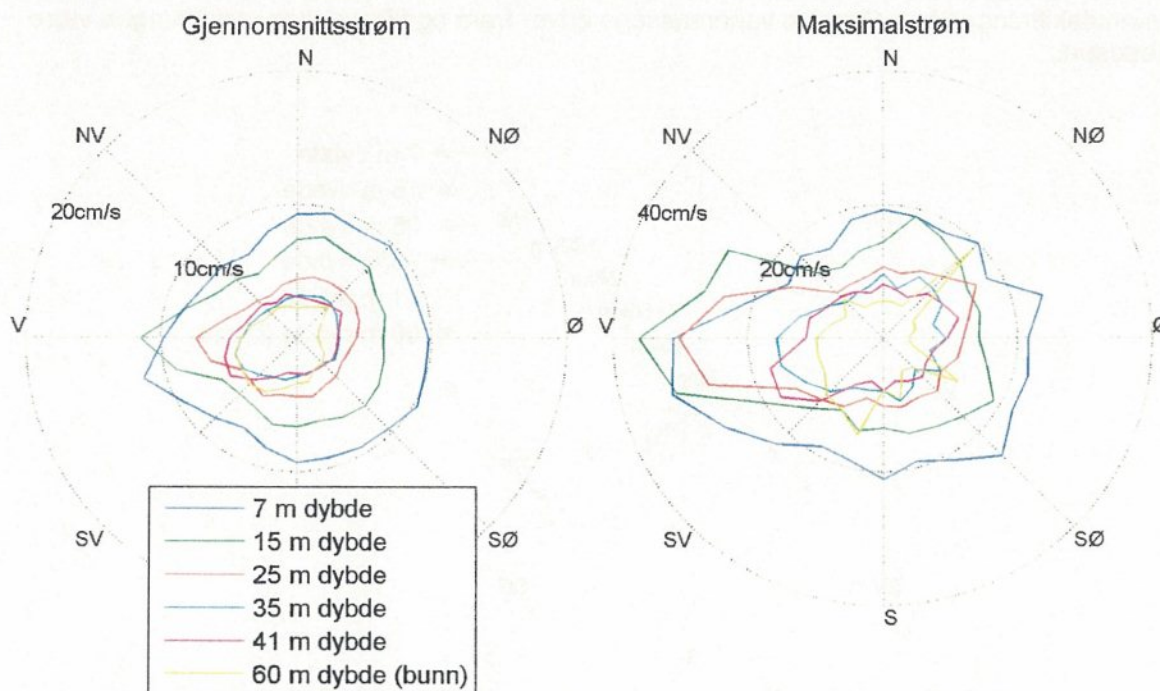 Gjennomsnittsstrøm
N
NV
NØ
20cm/s
10cm/s
V
Ø
SV
SØ
7 m dybde
15 m dybde
25 m dybde
35 m dybde
41 m dybde
60 m dybde (bunn)
Maksimalstrøm
N
NV
NØ
40cm/s
20cm/s
V
Ø
SV
SØ
S